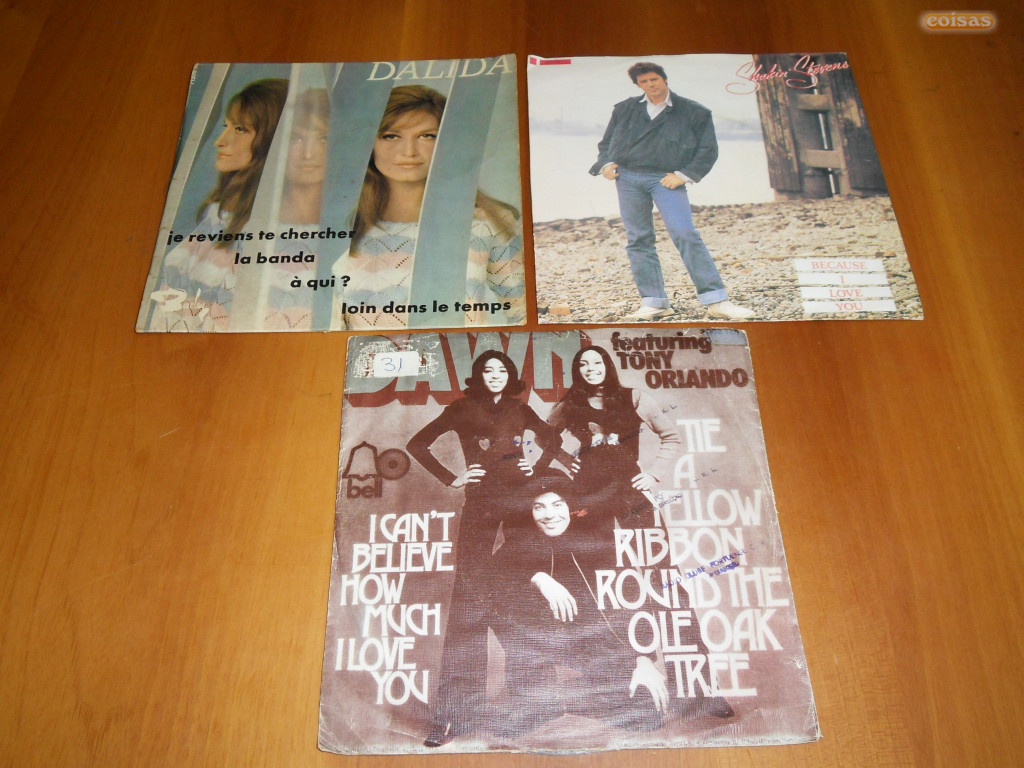 coisas
DALIDA
je reviens te chercher
la banda
à qui ?
loin dans le temps
Shakin Stevens
BECAUSE
I
LOVE
YOU
DAWN
31
featuring
TONY
ORLANDO
bell
I CAN'T
BELIEVE
HOW
MUCH
I LOVE
YOU
TIE
A
YELLOW
RIBBON
ROUND THE
OLE OAK
TREE